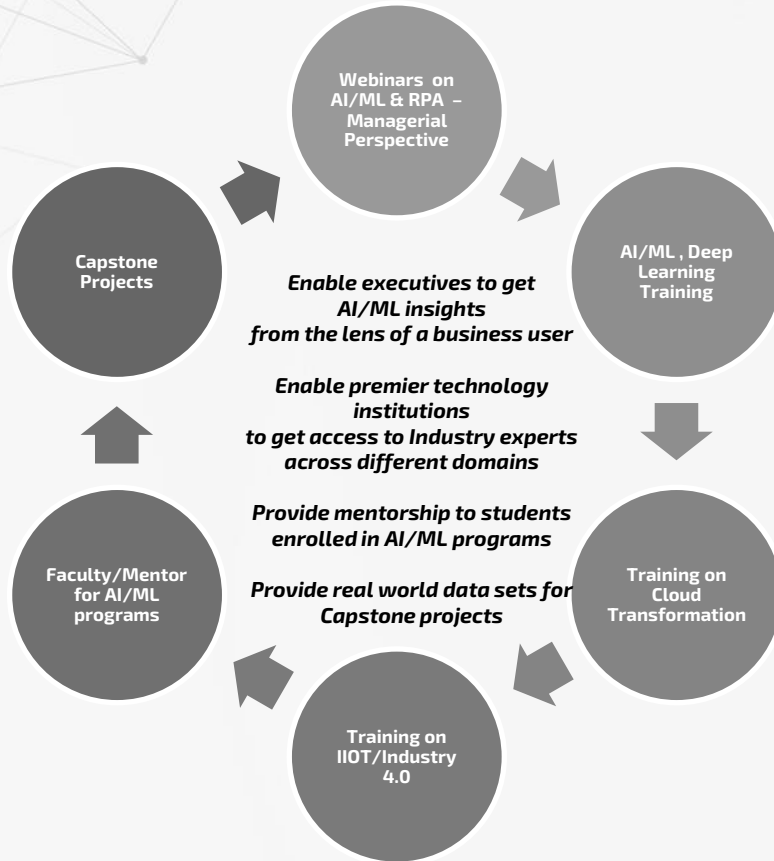 Webinars on
AI/ML & RPA –
Managerial
Perspective
AI/ML , Deep
Learning
Training
Training on
Cloud
Transformation
Training on
IIOT/Industry
4.0
Faculty/Mentor
for AI/ML
programs
Capstone
Projects
Enable executives to get
AI/ML insights
from the lens of a business user
Enable premier technology
institutions
to get access to Industry experts
across different domains
Provide mentorship to students
enrolled in AI/ML programs
Provide real world data sets for
Capstone projects